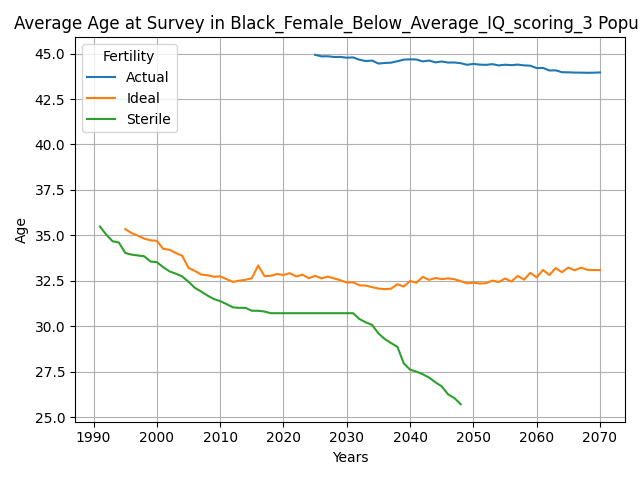 Average Age at Survey in Black_Female_Below_Average_IQ_scoring_3 Popu
Fertility
Actual
Ideal
Sterile
45.0
42.5
40.0
37.5
35.0
32.5
30.0
27.5
25.0
Age
1990 2000 2010 2020 2030 2040 2050 2060 2070
Years